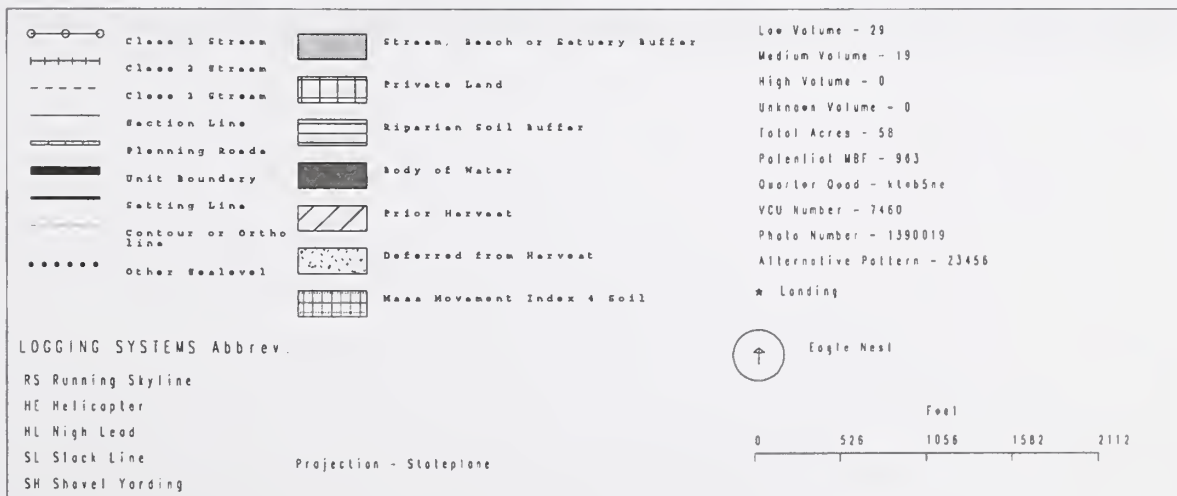 Class 1 Stream
Class 2 Stream
Class 3 Stream
Section Line
Planning Roads
Unit Boundary
Setting Line
Contour or Ortho
line
Other Sealevel
Stream, Beach or Estuary Buffer
Private Land
Riparian Soil Buffer
Body of Water
Prior Harvest
Deferred from Harvest
Mass Movement Index 4 Soil
Low Volume - 29
Medium Volume - 19
High Volume - 0
Unknown Volume - 0
Total Acres - 58
Potential MBF - 963
Quarter Quad - ktnb5ne
VCU Number - 7460
Photo Number - 1390019
Alternative Pattern - 23456
* Landing
Eagle Nest
LOGGING SYSTEMS Abbrev.
RS Running Skyline
HE Helicopter
HL High Lead
SL Slack Line
SH Shovel Yarding
Projection - Stateplane
Feet
0 526 1056 1582 2112